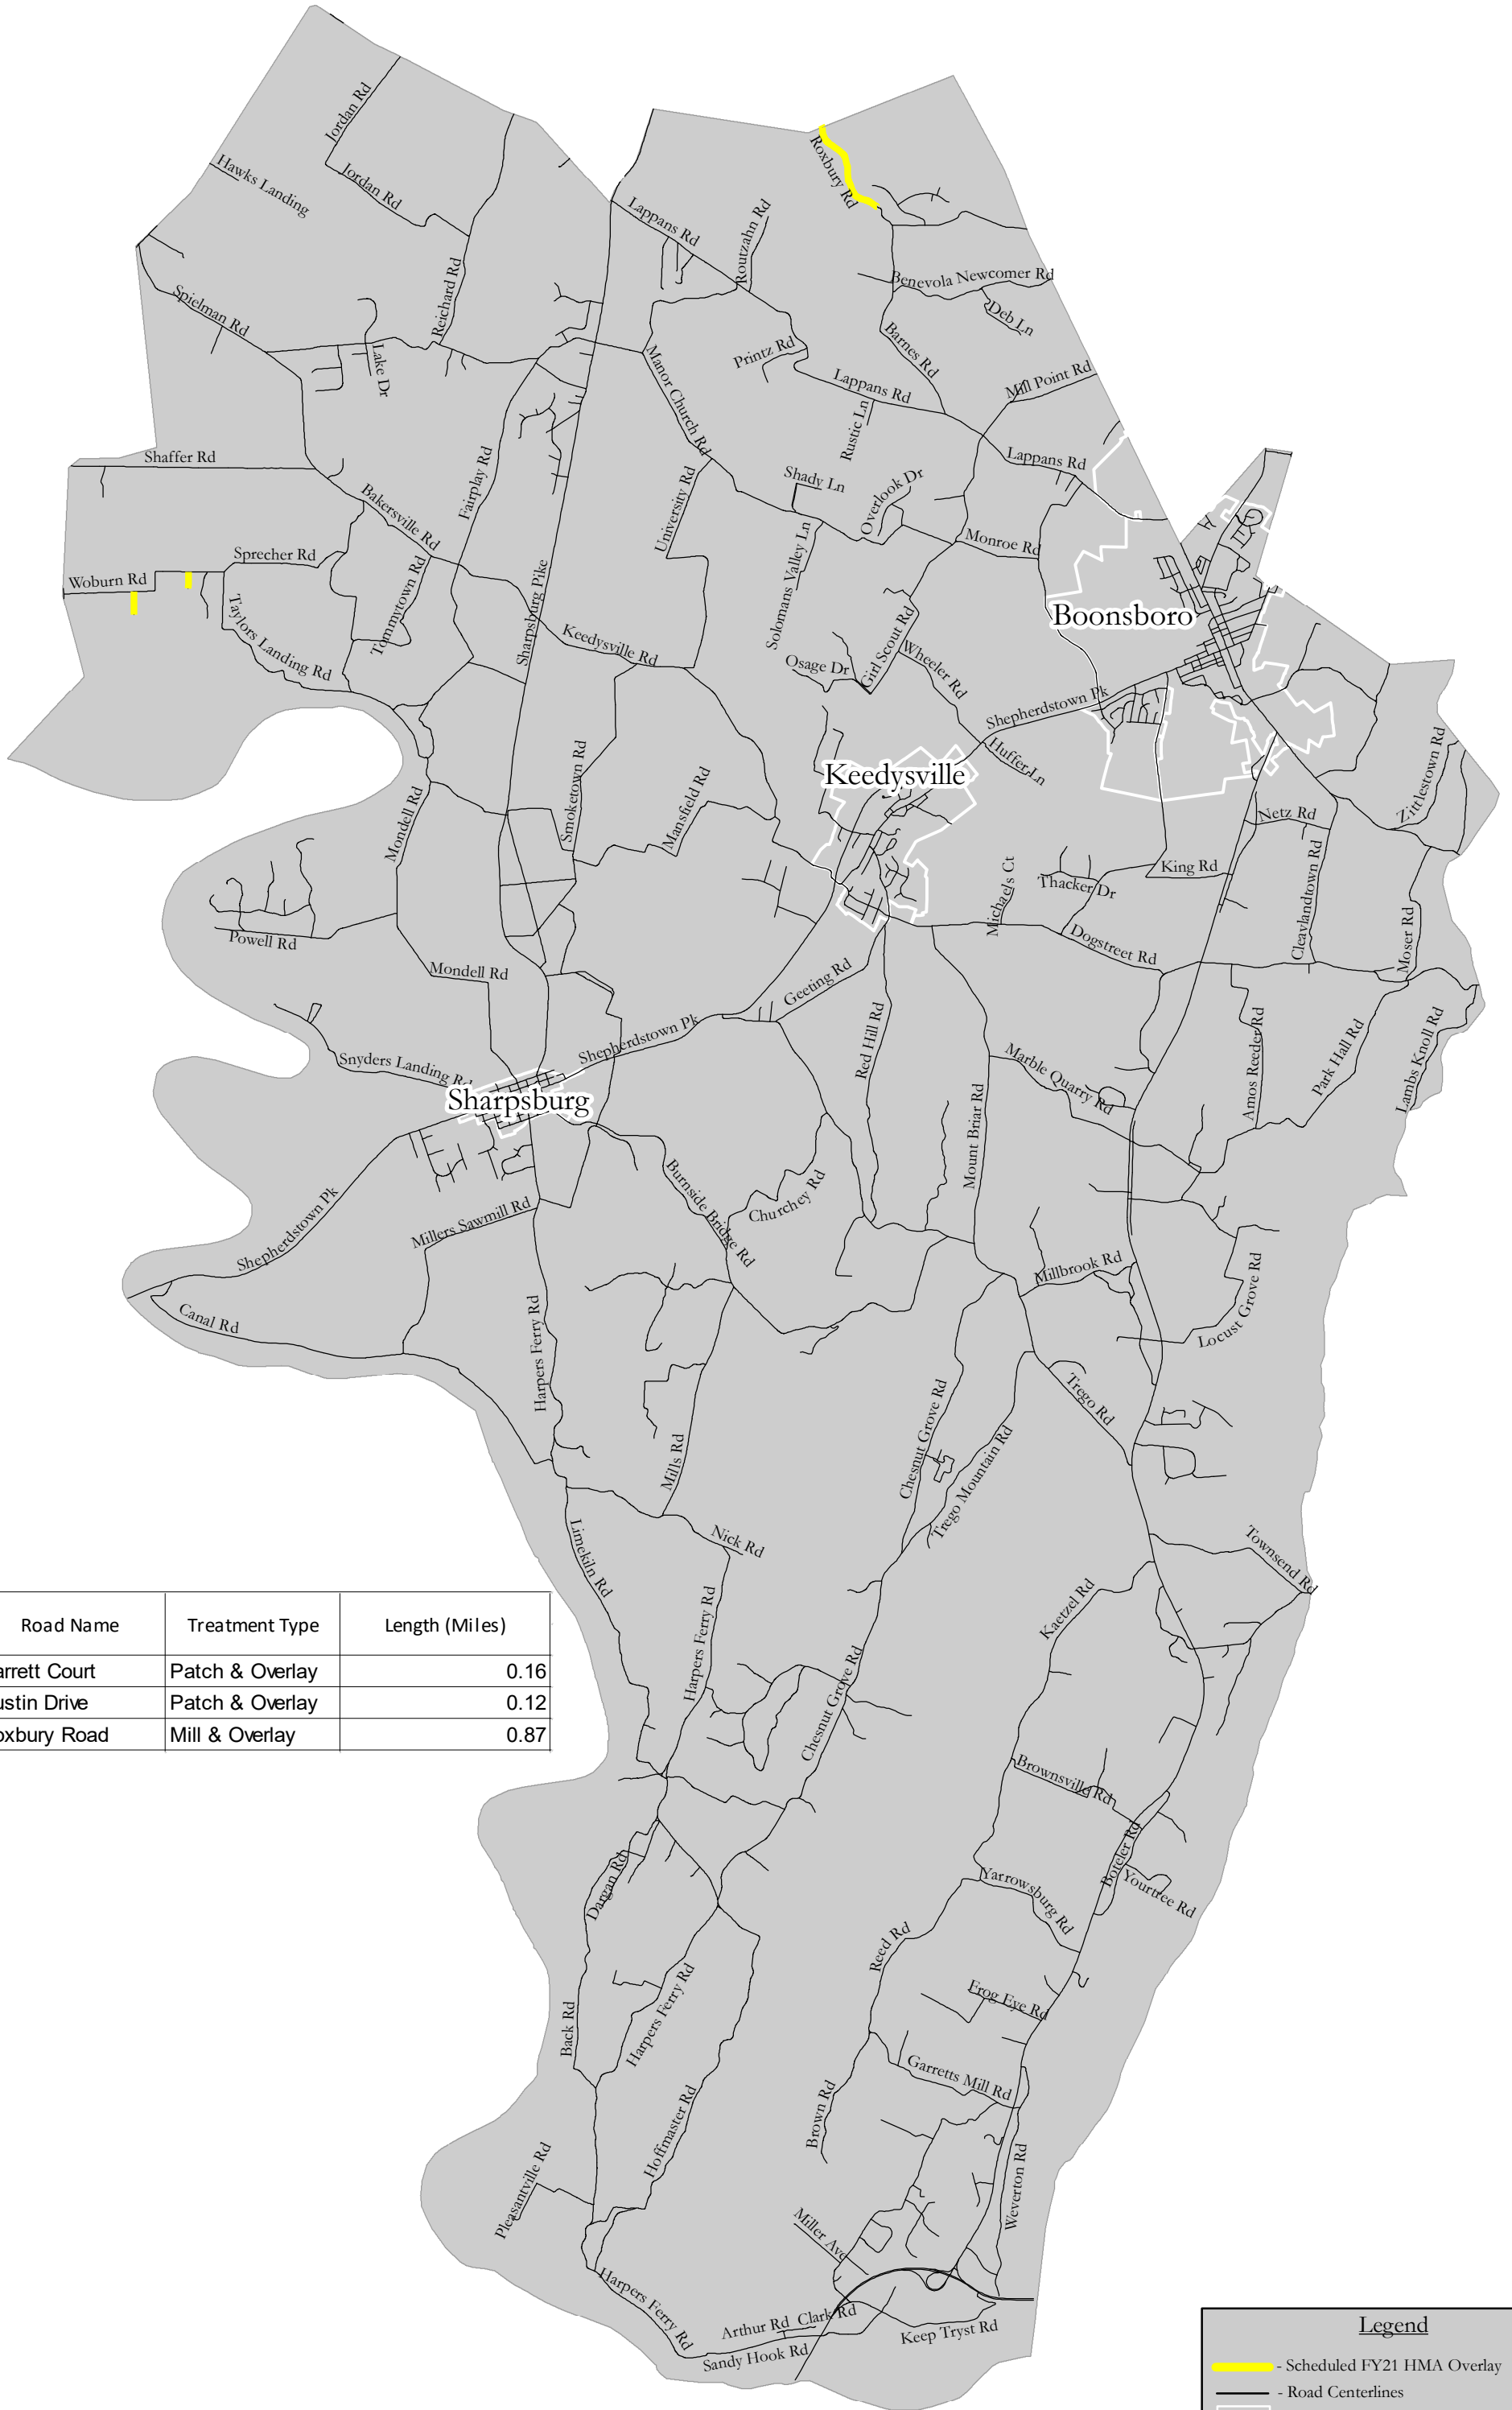 Jordan Rd
Hawks Landing
Jordan Rd
Roxbury Rd
Lappans Rd
Routzahn Rd
Reichard Rd
Benevola Newcomer Rd
Spielman Rd
Deb Ln
Lake Dr
Barnes Rd
Printz Rd
Manor Church Rd
Lappans Rd
Mill Point Rd
Rustic Ln
Shaffer Rd
Lappans Rd
Fairplay Rd
Shady Ln
Overlook Dr
University Rd
Bakersville Rd
Monroe Rd
Sprecher Rd
Woburn Rd
Tommytown Rd
Sharpsburg Pike
Solomans Valley Ln
Boonsboro
Taylors Landing Rd
Keedysville Rd
Girl Scout Rd
Osage Dr
Wheeler Rd
Shepherdstown Pk
Huffer Ln
Keedysville
Smoketown Rd
Mansfield Rd
Mondell Rd
Zittlestown Rd
Netz Rd
King Rd
Thacker Dr
Michaels Ct
Cleavlandtown Rd
Moser Rd
Powell Rd
Dogstreet Rd
Mondell Rd
Geeting Rd
Red Hill Rd
Shepherdstown Pk
Snyders Landing Rd
Sharpsburg
Marble Quarry Rd
Amos Reeder Rd
Park Hall Rd
Lambs Knoll Rd
Mount Briar Rd
Burnside Bridge Rd
Churchey Rd
Millers Sawmill Rd
Shepherdstown Pk
Millbrook Rd
Locust Grove Rd
Canal Rd
Harpers Ferry Rd
Chesnut Grove Rd
Trego Rd
Trego Mountain Rd
Mills Rd
Nick Rd
Limekiln Rd
Townsend Rd
Kaetzel Rd
Harpers Ferry Rd
Chesnut Grove Rd
Road Name Treatment Type Length (Miles)
arrett Court Patch & Overlay 0.16
ustin Drive Patch & Overlay 0.12
oxbury Road Mill & Overlay 0.87
Brownsville Rd
Boteler Rd
Yourtree Rd
Yarrowsburg Rd
Dargan Rd
Reed Rd
Frog Eye Rd
Back Rd
Harpers Ferry Rd
Garretts Mill Rd
Brown Rd
Hoffmaster Rd
Pleasantville Rd
Weverton Rd
Miller Ave
Harpers Ferry Rd
Arthur Rd
Clark Rd
Keep Tryst Rd
Sandy Hook Rd
Legend
- Scheduled FY21 HMA Overlay
- Road Centerlines